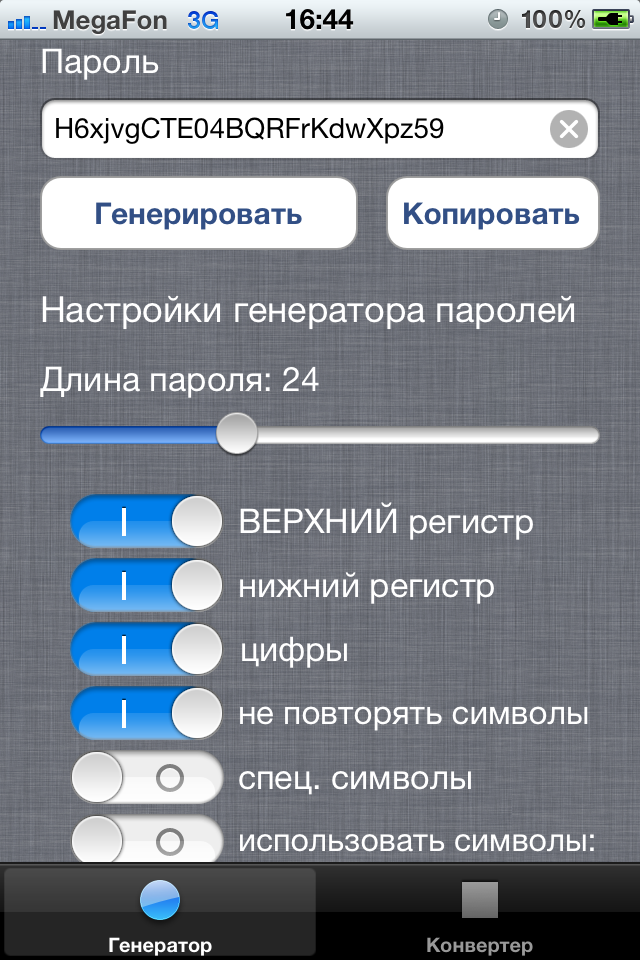 MegaFon 3G 16:44 100%
Пароль
H6xjvgCTE04BQRFrKdwXpz59
Генерировать Копировать
Настройки генератора паролей
Длина пароля: 24
ВЕРХНИЙ регистр
нижний регистр
цифры
не повторять символы
спец. символы
использовать символы:
Генератор Конвертер